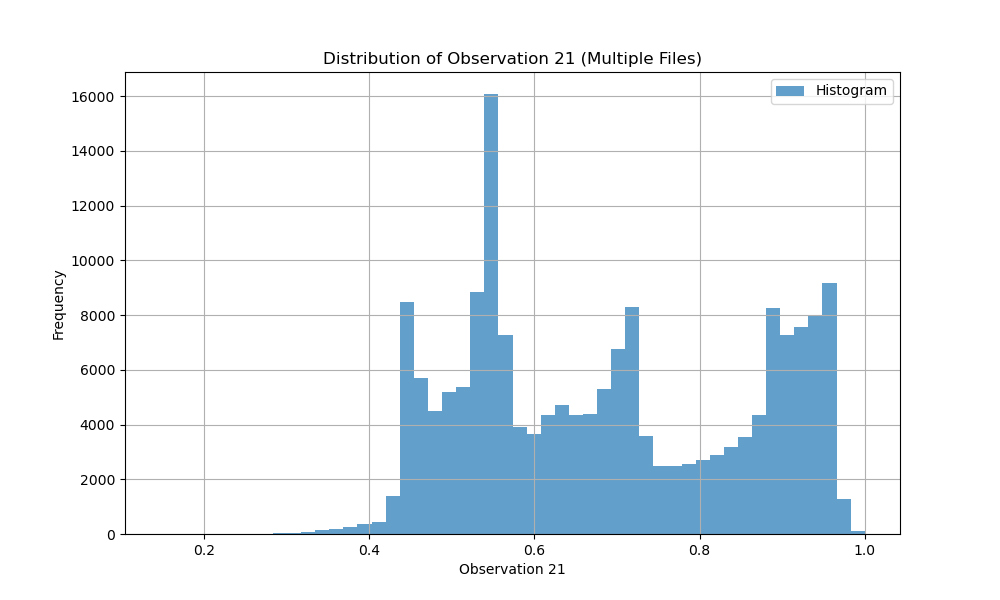 Distribution of Observation 21 (Multiple Files)
Histogram
Frequency
16000
14000
12000
10000
8000
6000
4000
2000
0
0.2 0.4 0.6 0.8 1.0
Observation 21